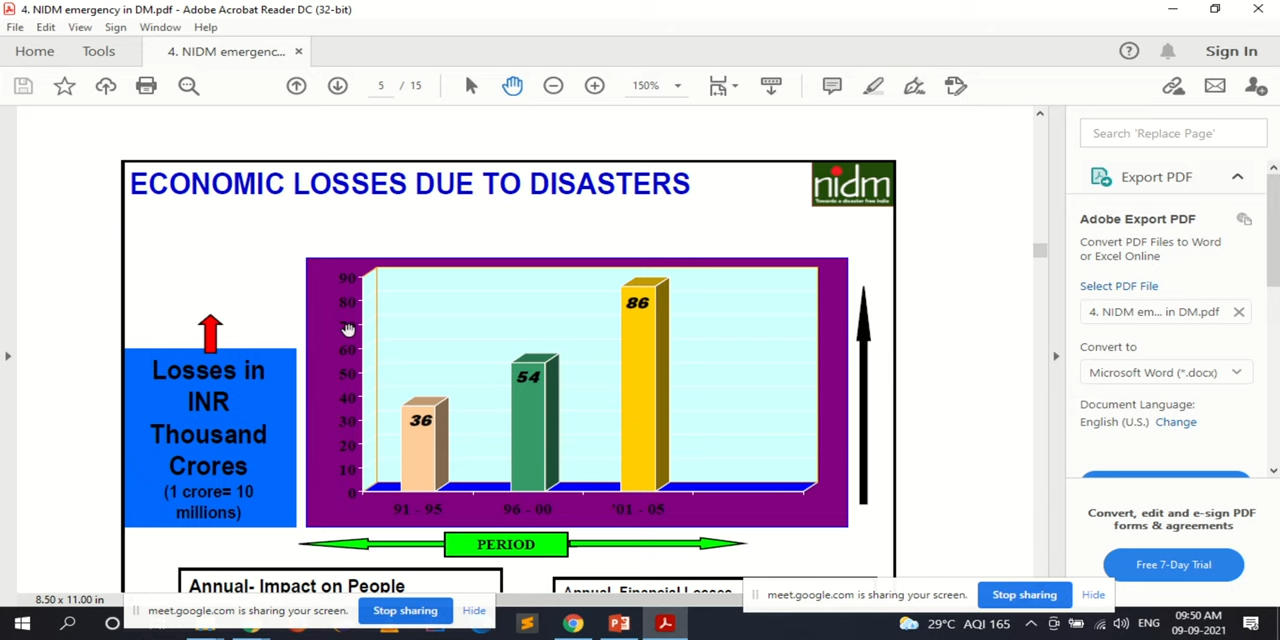 4. NIDM emergency in DM.pdf - Adobe Acrobat Reader DC (32-bit)
File Edit View Sign Window Help
Home Tools 4. NIDM emergenc... × Sign In
5 / 15 150%
Search 'Replace Page'
ECONOMIC LOSSES DUE TO DISASTERS
nidm
Towards a disaster free India
Export PDF
Adobe Export PDF
Convert PDF Files to Word
or Excel Online
Select PDF File
4. NIDM em... in DM.pdf
Convert to
Microsoft Word (*.docx)
Document Language:
English (U.S.) Change
Convert, edit and e-sign PDF
forms & agreements
Free 7-Day Trial
Losses in
INR
Thousand
Crores
(1 crore= 10
millions)
90
80
60
50
40
30
20
10
0
36
54
86
91 - 95 96 - 00 '01 - 05
PERIOD
Annual- Impact on People
Annual- Financial Losses
8.50 x 11.00 in
meet.google.com is sharing your screen. Stop sharing Hide
meet.google.com is sharing your screen. Stop sharing Hide
29°C AQI 165 ENG
09:50 AM
09-09-2021